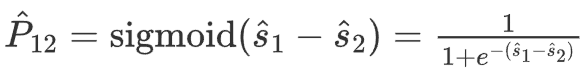 P̂₁₂ = sigmoid(ŝ₁ − ŝ₂) = 1 / (1+e^−(ŝ₁−ŝ₂))